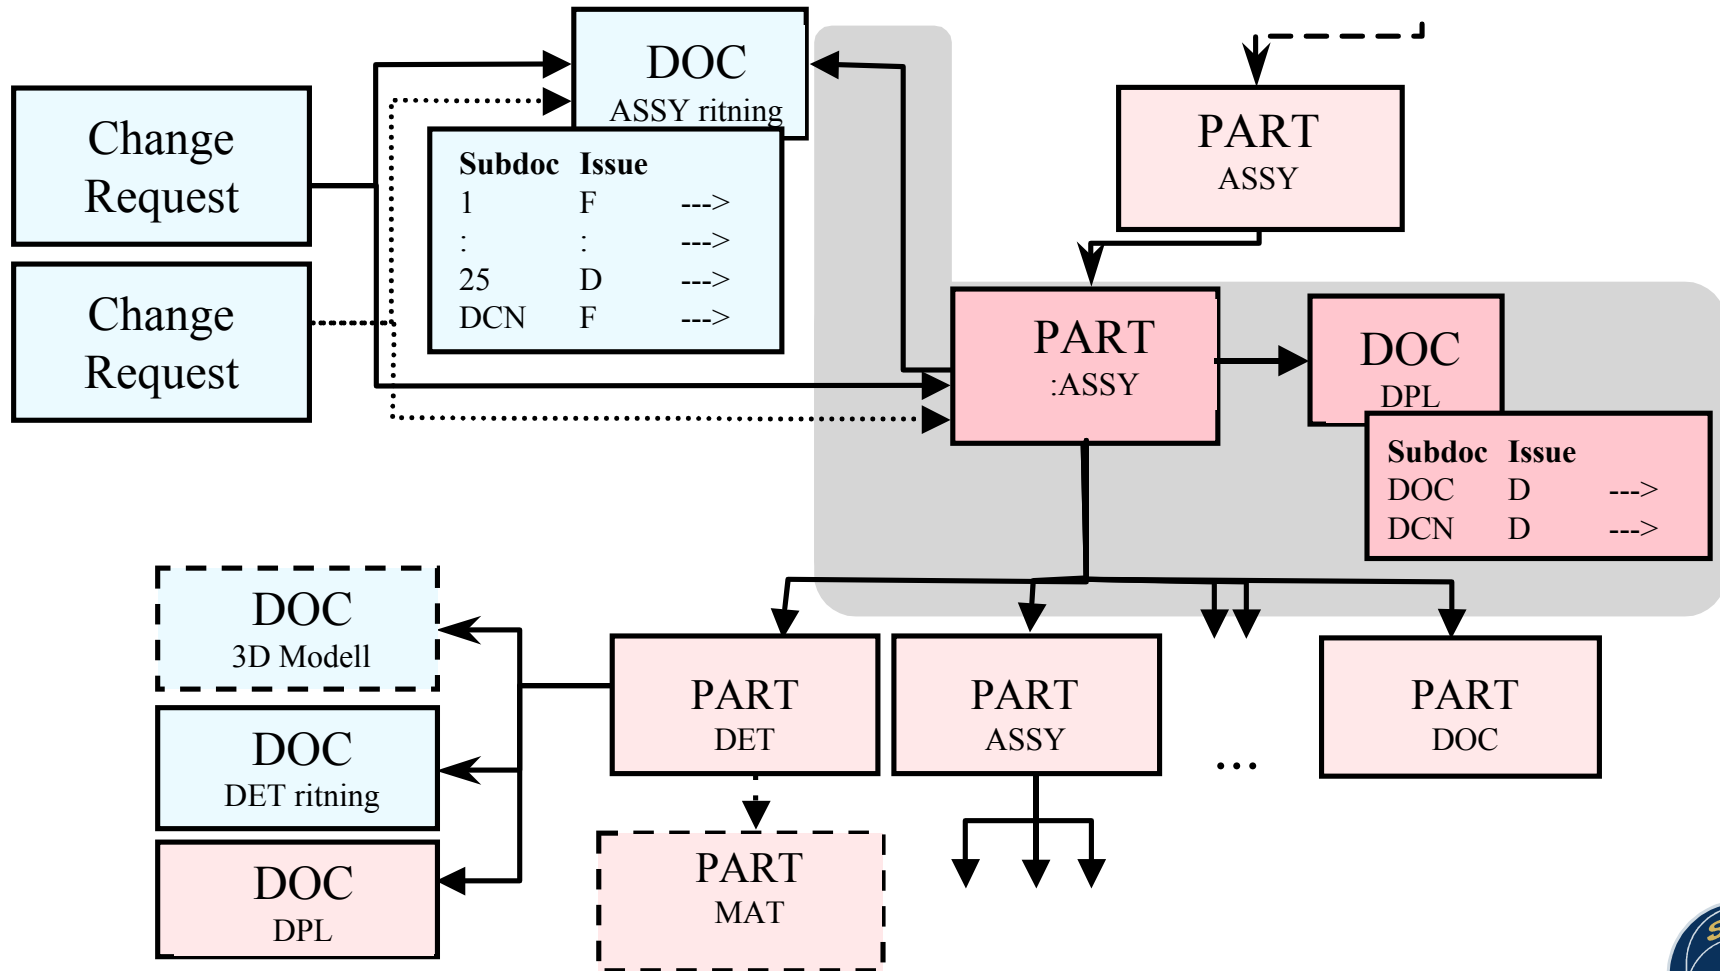 DOC
ASSY ritning
Change
Request
Subdoc Issue
1 F --->
: : --->
25 D --->
DCN F --->
Change
Request
PART
ASSY
PART
:ASSY
DOC
DPL
Subdoc Issue
DOC D --->
DCN D --->
DOC
3D Modell
DOC
DET ritning
DOC
DPL
PART
DET
PART
ASSY
...
PART
DOC
PART
MAT